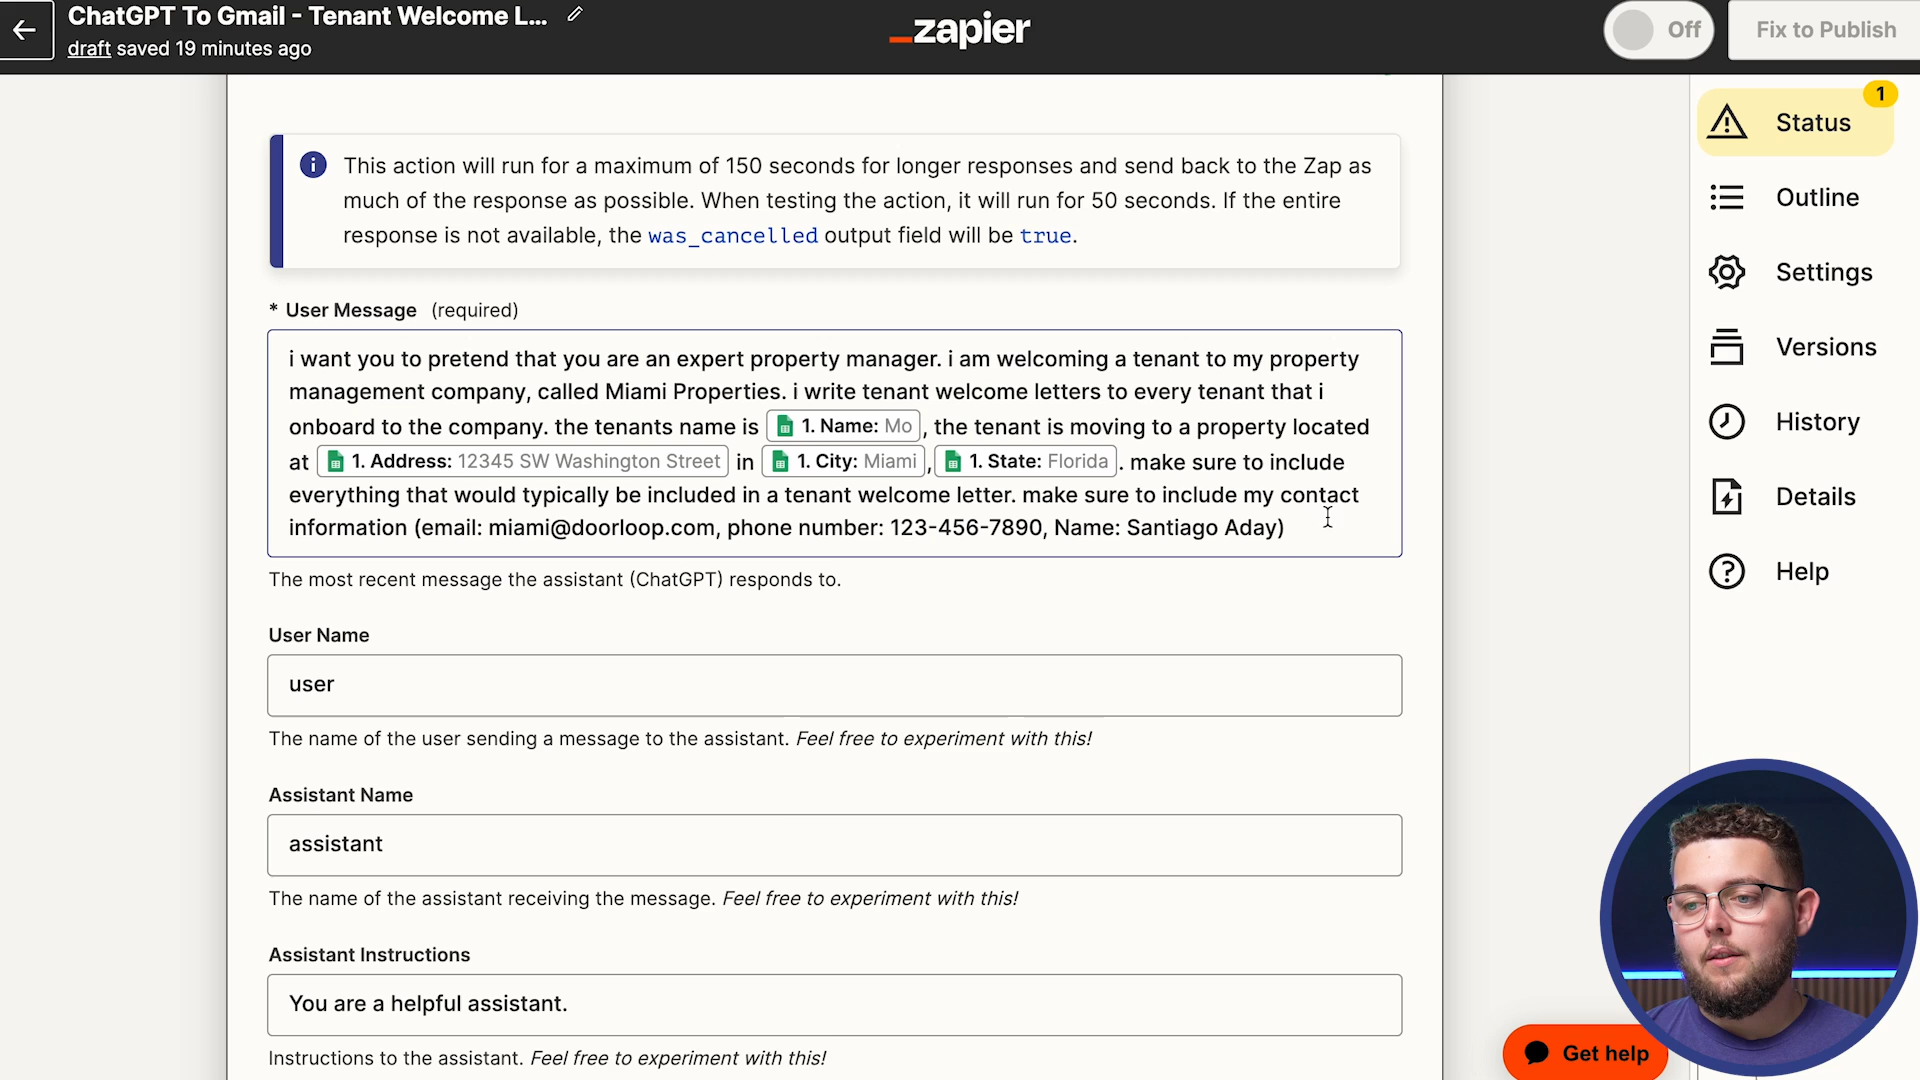 ChatGPT To Gmail - Tenant Welcome L...
draft saved 19 minutes ago
_zapier
Off
Fix to Publish
1
Status
Outline
Settings
Versions
History
Details
Help
This action will run for a maximum of 150 seconds for longer responses and send back to the Zap as
much of the response as possible. When testing the action, it will run for 50 seconds. If the entire
response is not available, the was_cancelled output field will be true.
* User Message (required)
i want you to pretend that you are an expert property manager. i am welcoming a tenant to my property
management company, called Miami Properties. i write tenant welcome letters to every tenant that i
onboard to the company. the tenants name is 1. Name: Mo , the tenant is moving to a property located
at 1. Address: 12345 SW Washington Street in 1. City: Miami , 1. State: Florida . make sure to include
everything that would typically be included in a tenant welcome letter. make sure to include my contact
information (email: miami@doorloop.com, phone number: 123-456-7890, Name: Santiago Aday)
The most recent message the assistant (ChatGPT) responds to.
User Name
user
The name of the user sending a message to the assistant. Feel free to experiment with this!
Assistant Name
assistant
The name of the assistant receiving the message. Feel free to experiment with this!
Assistant Instructions
You are a helpful assistant.
Instructions to the assistant. Feel free to experiment with this!
Get help